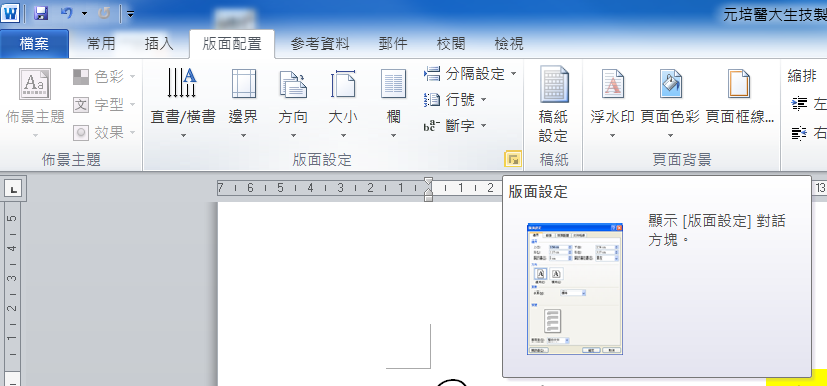 元培醫大生技製
檔案 常用 插入 版面配置 參考資料 郵件 校閱 檢視
佈景主題
色彩
字型
效果
佈景主題
直書/橫書 邊界 方向 大小 欄
分隔設定
行號
斷字
版面設定
稿紙
設定
稿紙
浮水印 頁面色彩 頁面框線...
頁面背景
縮排
左
右
7 6 5 4 3 2 1 1 2 13
5 4 3 2 1
版面設定
顯示 [版面設定] 對話
方塊。